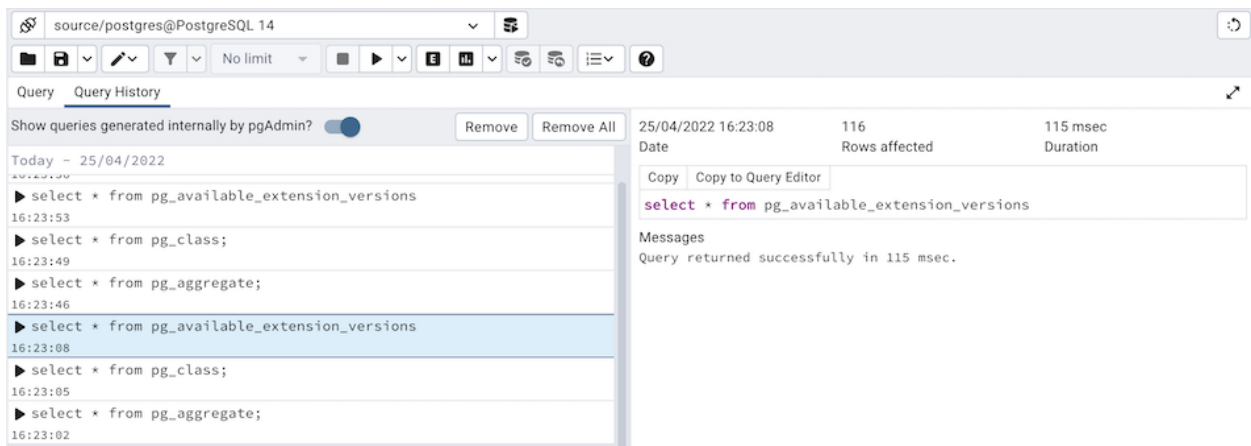 source/postgres@PostgreSQL 14
No limit
E
Query Query History
Show queries generated internally by pgAdmin? Remove Remove All
Today - 25/04/2022
select * from pg_available_extension_versions
16:23:53
select * from pg_class;
16:23:49
select * from pg_aggregate;
16:23:46
select * from pg_available_extension_versions
16:23:08
select * from pg_class;
16:23:05
select * from pg_aggregate;
16:23:02
25/04/2022 16:23:08 116 115 msec
Date Rows affected Duration
Copy Copy to Query Editor
select * from pg_available_extension_versions
Messages
Query returned successfully in 115 msec.